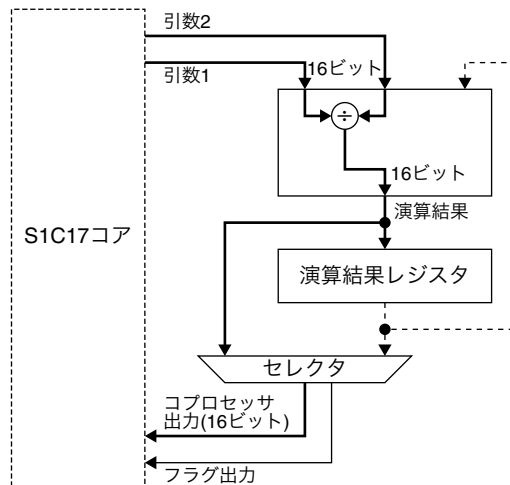 引数2
引数1
16ビット
÷
16ビット
演算結果
S1C17コア
演算結果レジスタ
セレクタ
コプロセッサ
出力(16ビット)
フラグ出力